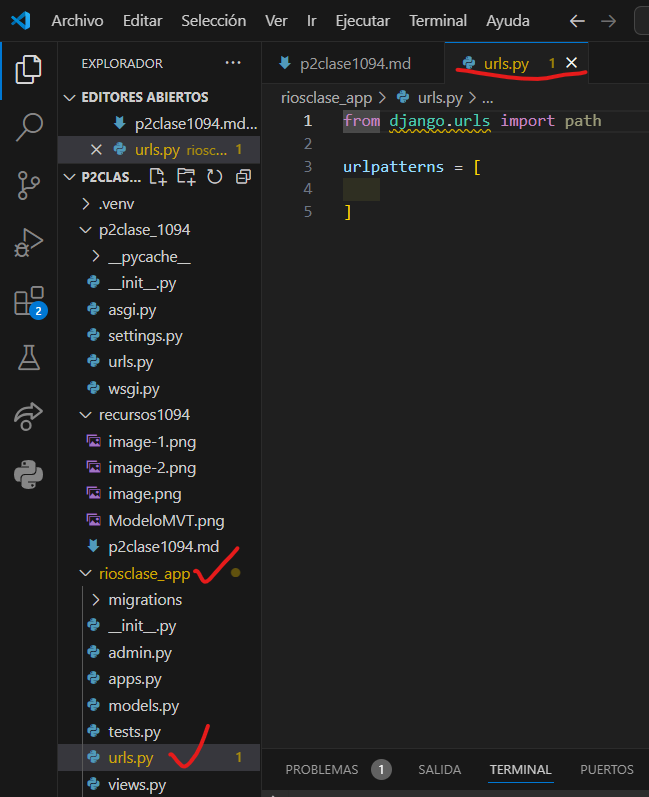 Archivo Editar Selección Ver Ir Ejecutar Terminal Ayuda
EXPLORADOR ...
EDITORES ABIERTOS
p2clase1094.md...
urls.py riosc... 1
P2CLAS...
.venv
p2clase_1094
__pycache__
__init__.py
asgi.py
settings.py
urls.py
wsgi.py
recursos1094
image-1.png
image-2.png
image.png
ModeloMVT.png
p2clase1094.md
riosclase_app
migrations
__init__.py
admin.py
apps.py
models.py
tests.py
urls.py 1
views.py
2
p2clase1094.md urls.py 1
riosclase_app > urls.py > ...
1 from django.urls import path
2
3 urlpatterns = [
4
5 ]
PROBLEMAS 1 SALIDA TERMINAL PUERTOS